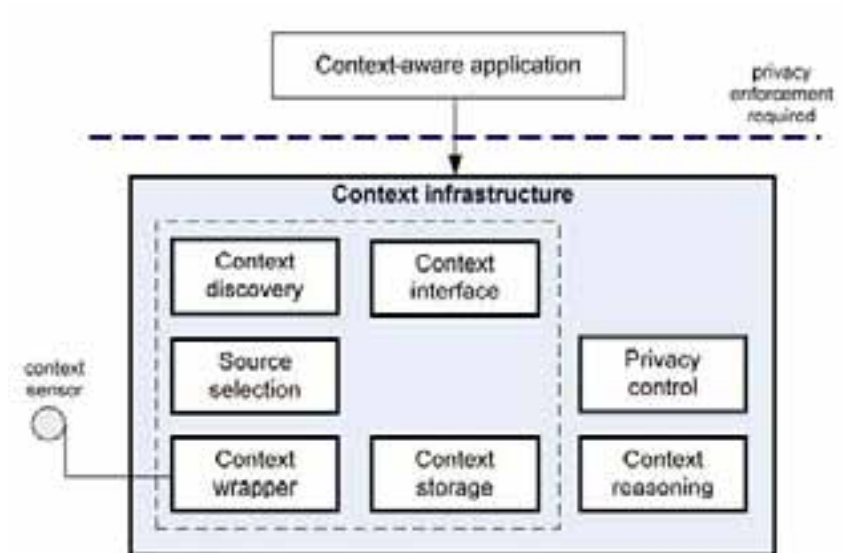 Context-aware application
privacy
enforcement
required
Context infrastructure
Context
discovery
Context
interface
Source
selection
Privacy
control
context
sensor
Context
wrapper
Context
storage
Context
reasoning